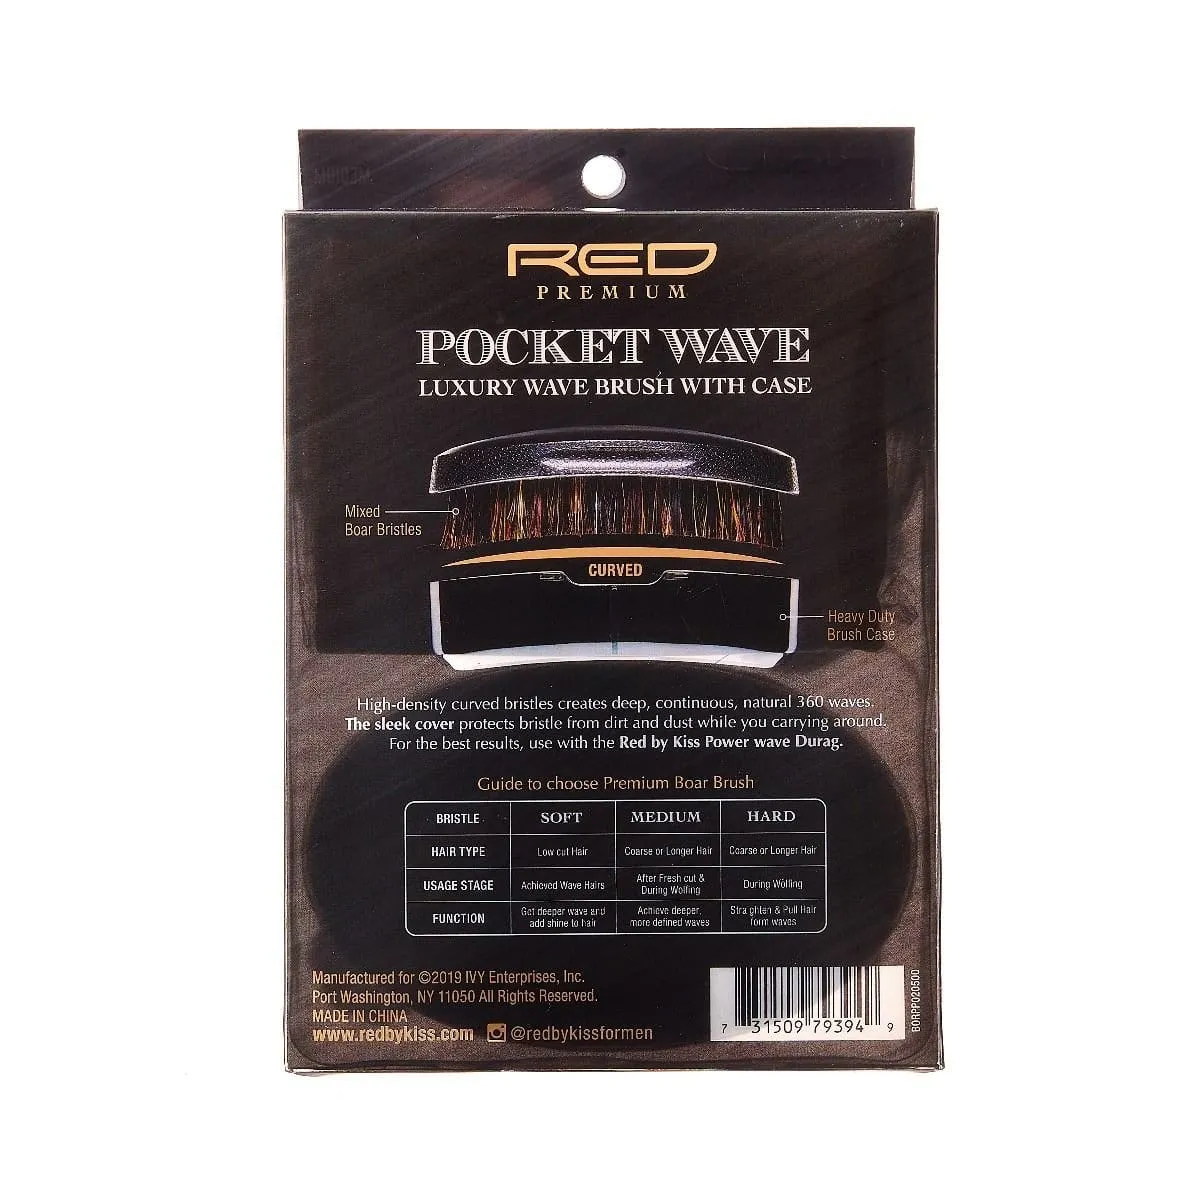 RED
PREMIUM
POCKET WAVE
LUXURY WAVE BRUSH WITH CASE
Mixed
Boar Bristles
CURVED
Heavy Duty
Brush Case
High-density curved bristles creates deep, continuous, natural 360 waves.
The sleek cover protects bristle from dirt and dust while you carrying around.
For the best results, use with the Red by Kiss Power wave Durag.
Guide to choose Premium Boar Brush
BRISTLE SOFT MEDIUM HARD
HAIR TYPE Low cut Hair Coarse or Longer Hair Coarse or Longer Hair
USAGE STAGE Achieved Wave Hairs After Fresh cut & During Wolfing During Wolfing
FUNCTION Get deeper wave and add shine to hair Achieve deeper, more defined waves Stra ghten & Pull Hair form waves
Manufactured for ©2019 IVY Enterprises, Inc.
Port Washington, NY 11050 All Rights Reserved.
MADE IN CHINA
www.redbykiss.com @redbykissformen
7 31509 79394 9
BORPP020500